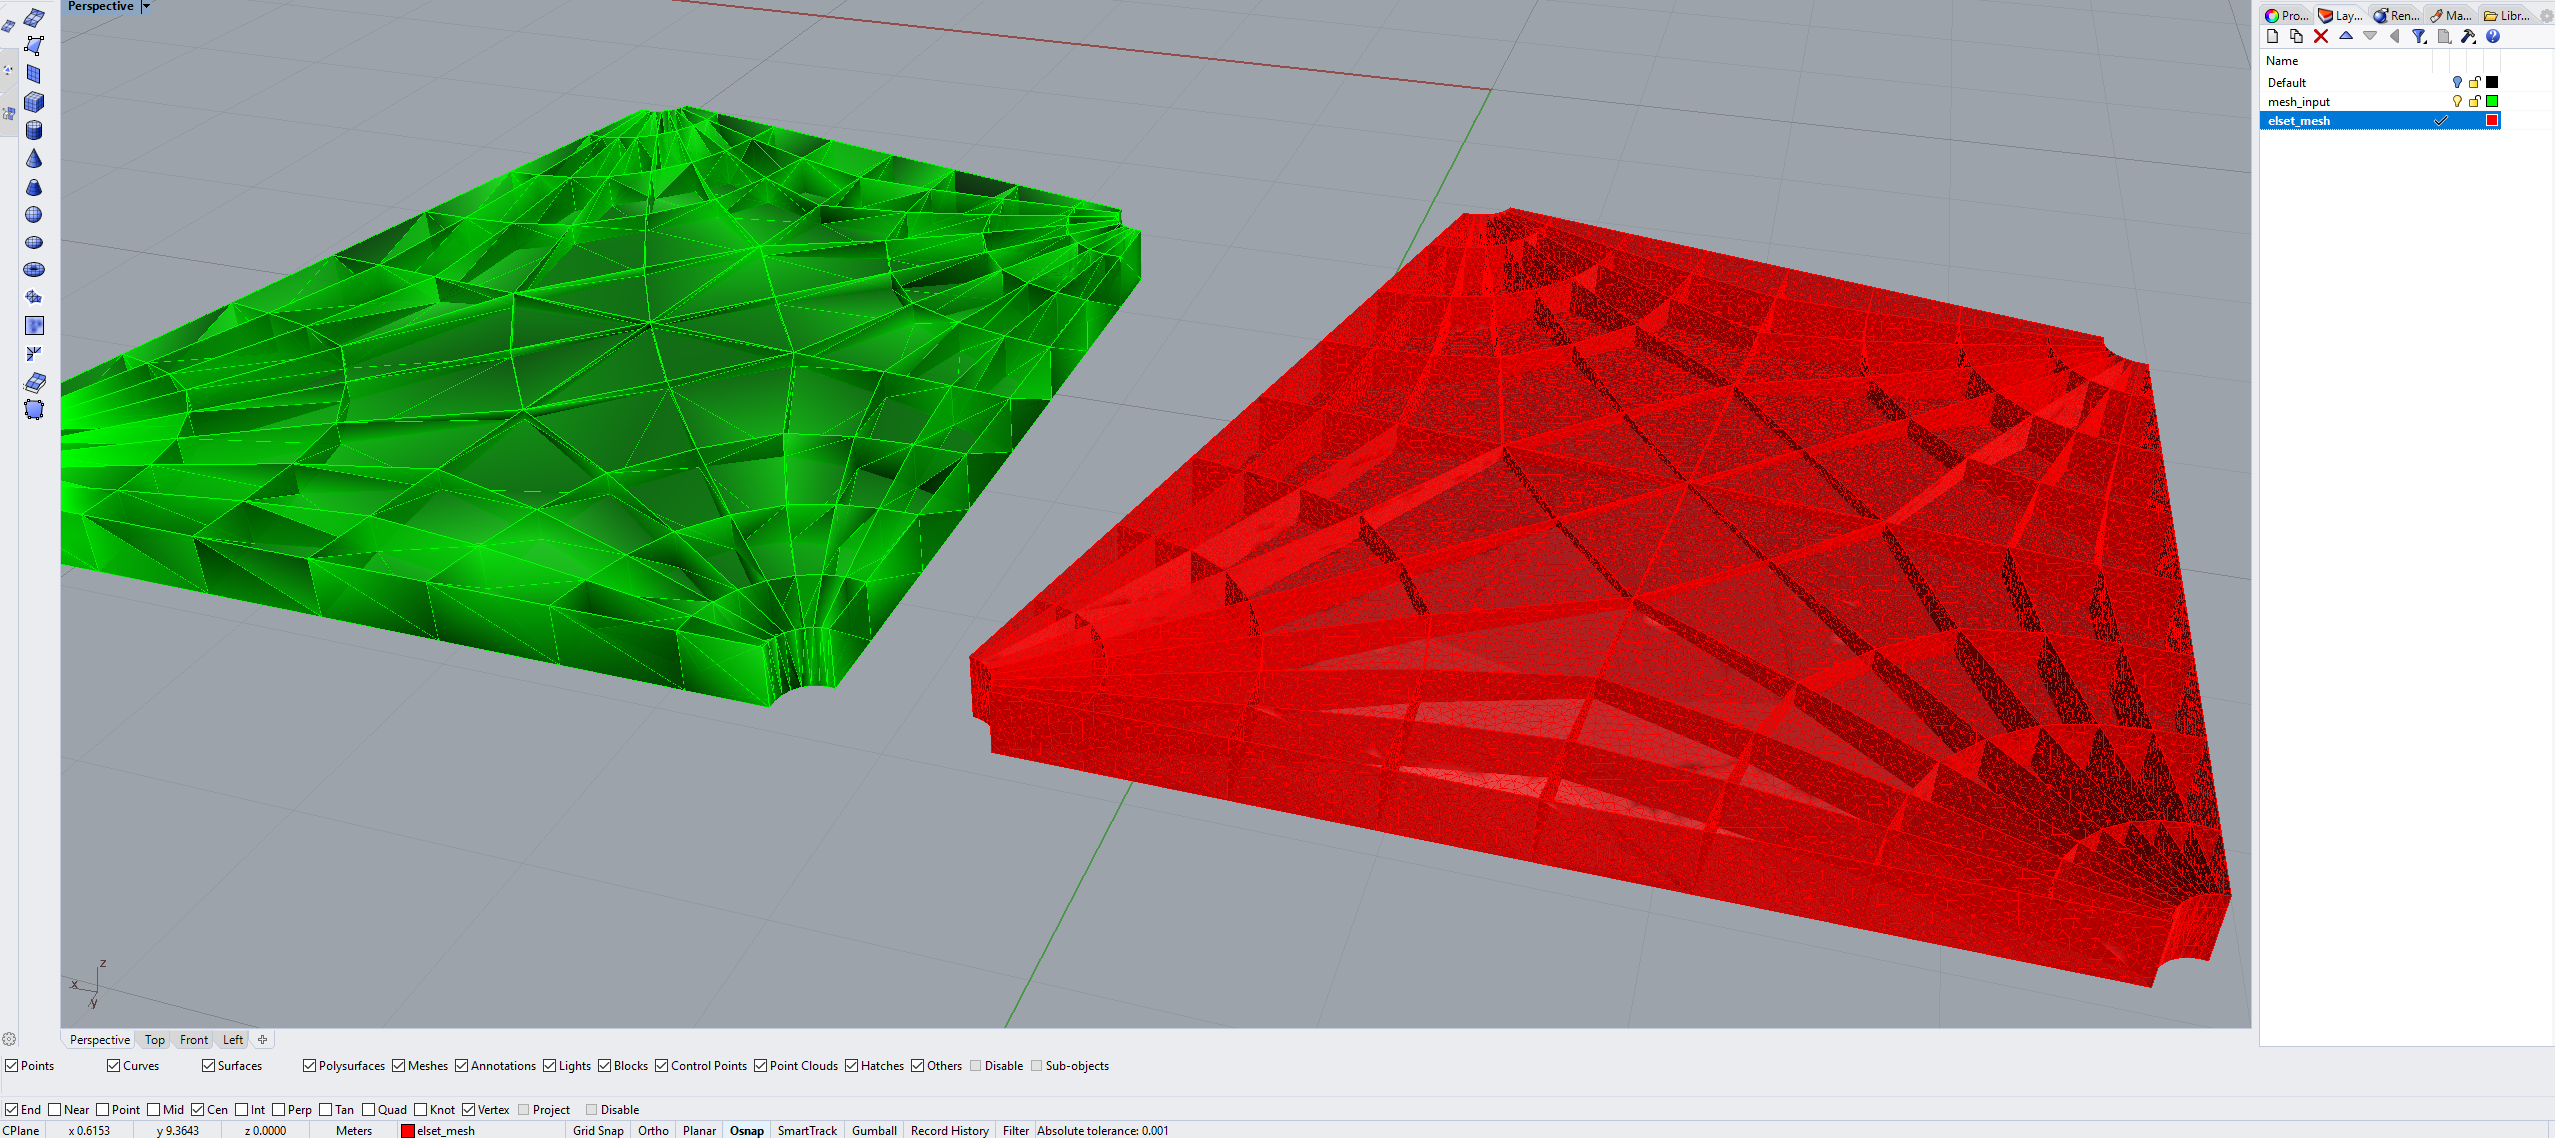 Perspective
Pro... Lay... Ren... Ma... Libr...
Name
Default
mesh_input
elset_mesh
z
x
y
Perspective Top Front Left
Points Curves Surfaces Polysurfaces Meshes Annotations Lights Blocks Control Points Point Clouds Hatches Others Disable Sub-objects
End Near Point Mid Cen Int Perp Tan Quad Knot Vertex Project Disable
CPlane x 0.6153 y 9.3643 z 0.0000 Meters elset_mesh Grid Snap Ortho Planar Osnap SmartTrack Gumball Record History Filter Absolute tolerance: 0.001